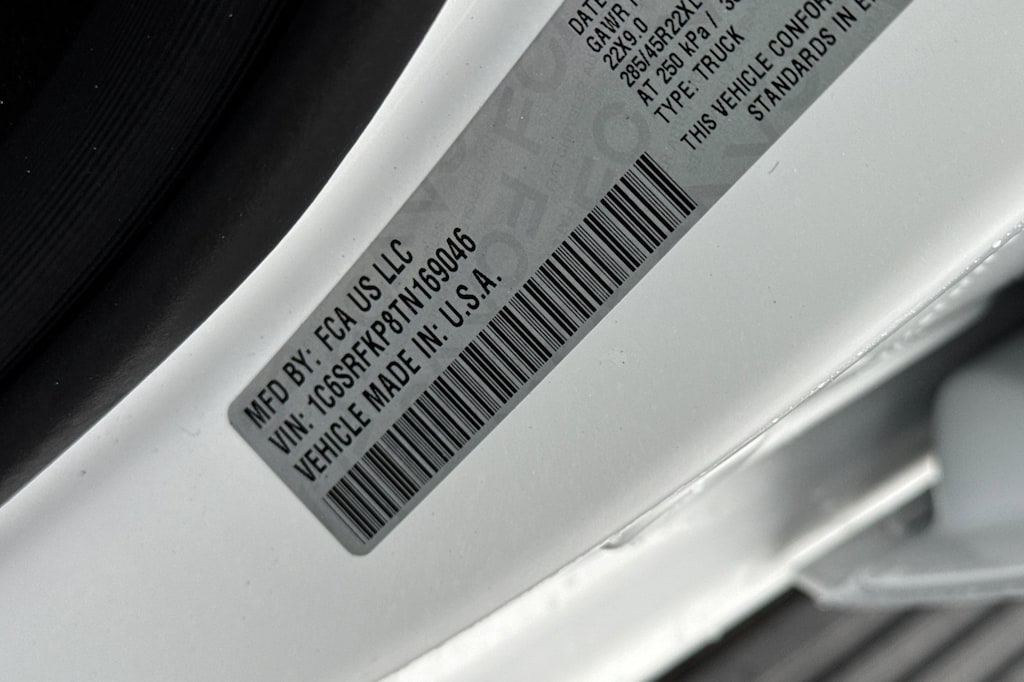 MFD BY: FCA US LLC
VIN: 1C6SRFKP8TN169046
VEHICLE MADE IN: U.S.A.
DATE
GAWR
22X9.0
285/45R22XL
AT 250 kPa /
TYPE: TRUCK
THIS VEHICLE CONFOR
STANDARDS IN